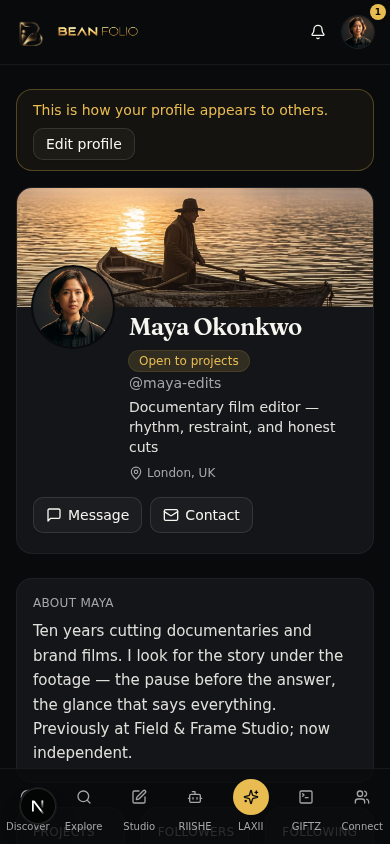 BEAN FOLIO
1
This is how your profile appears to others.
Edit profile
Maya Okonkwo
Open to projects
@maya-edits
Documentary film editor —
rhythm, restraint, and honest
cuts
London, UK
Message
Contact
ABOUT MAYA
Ten years cutting documentaries and
brand films. I look for the story under the
footage — the pause before the answer,
the glance that says everything.
Previously at Field & Frame Studio; now
independent.
N
Discover
Explore
Studio
RIISHE
LAXII
GIFTZ
Connect
PROJECTS
FOLLOWERS
FOLLOWING